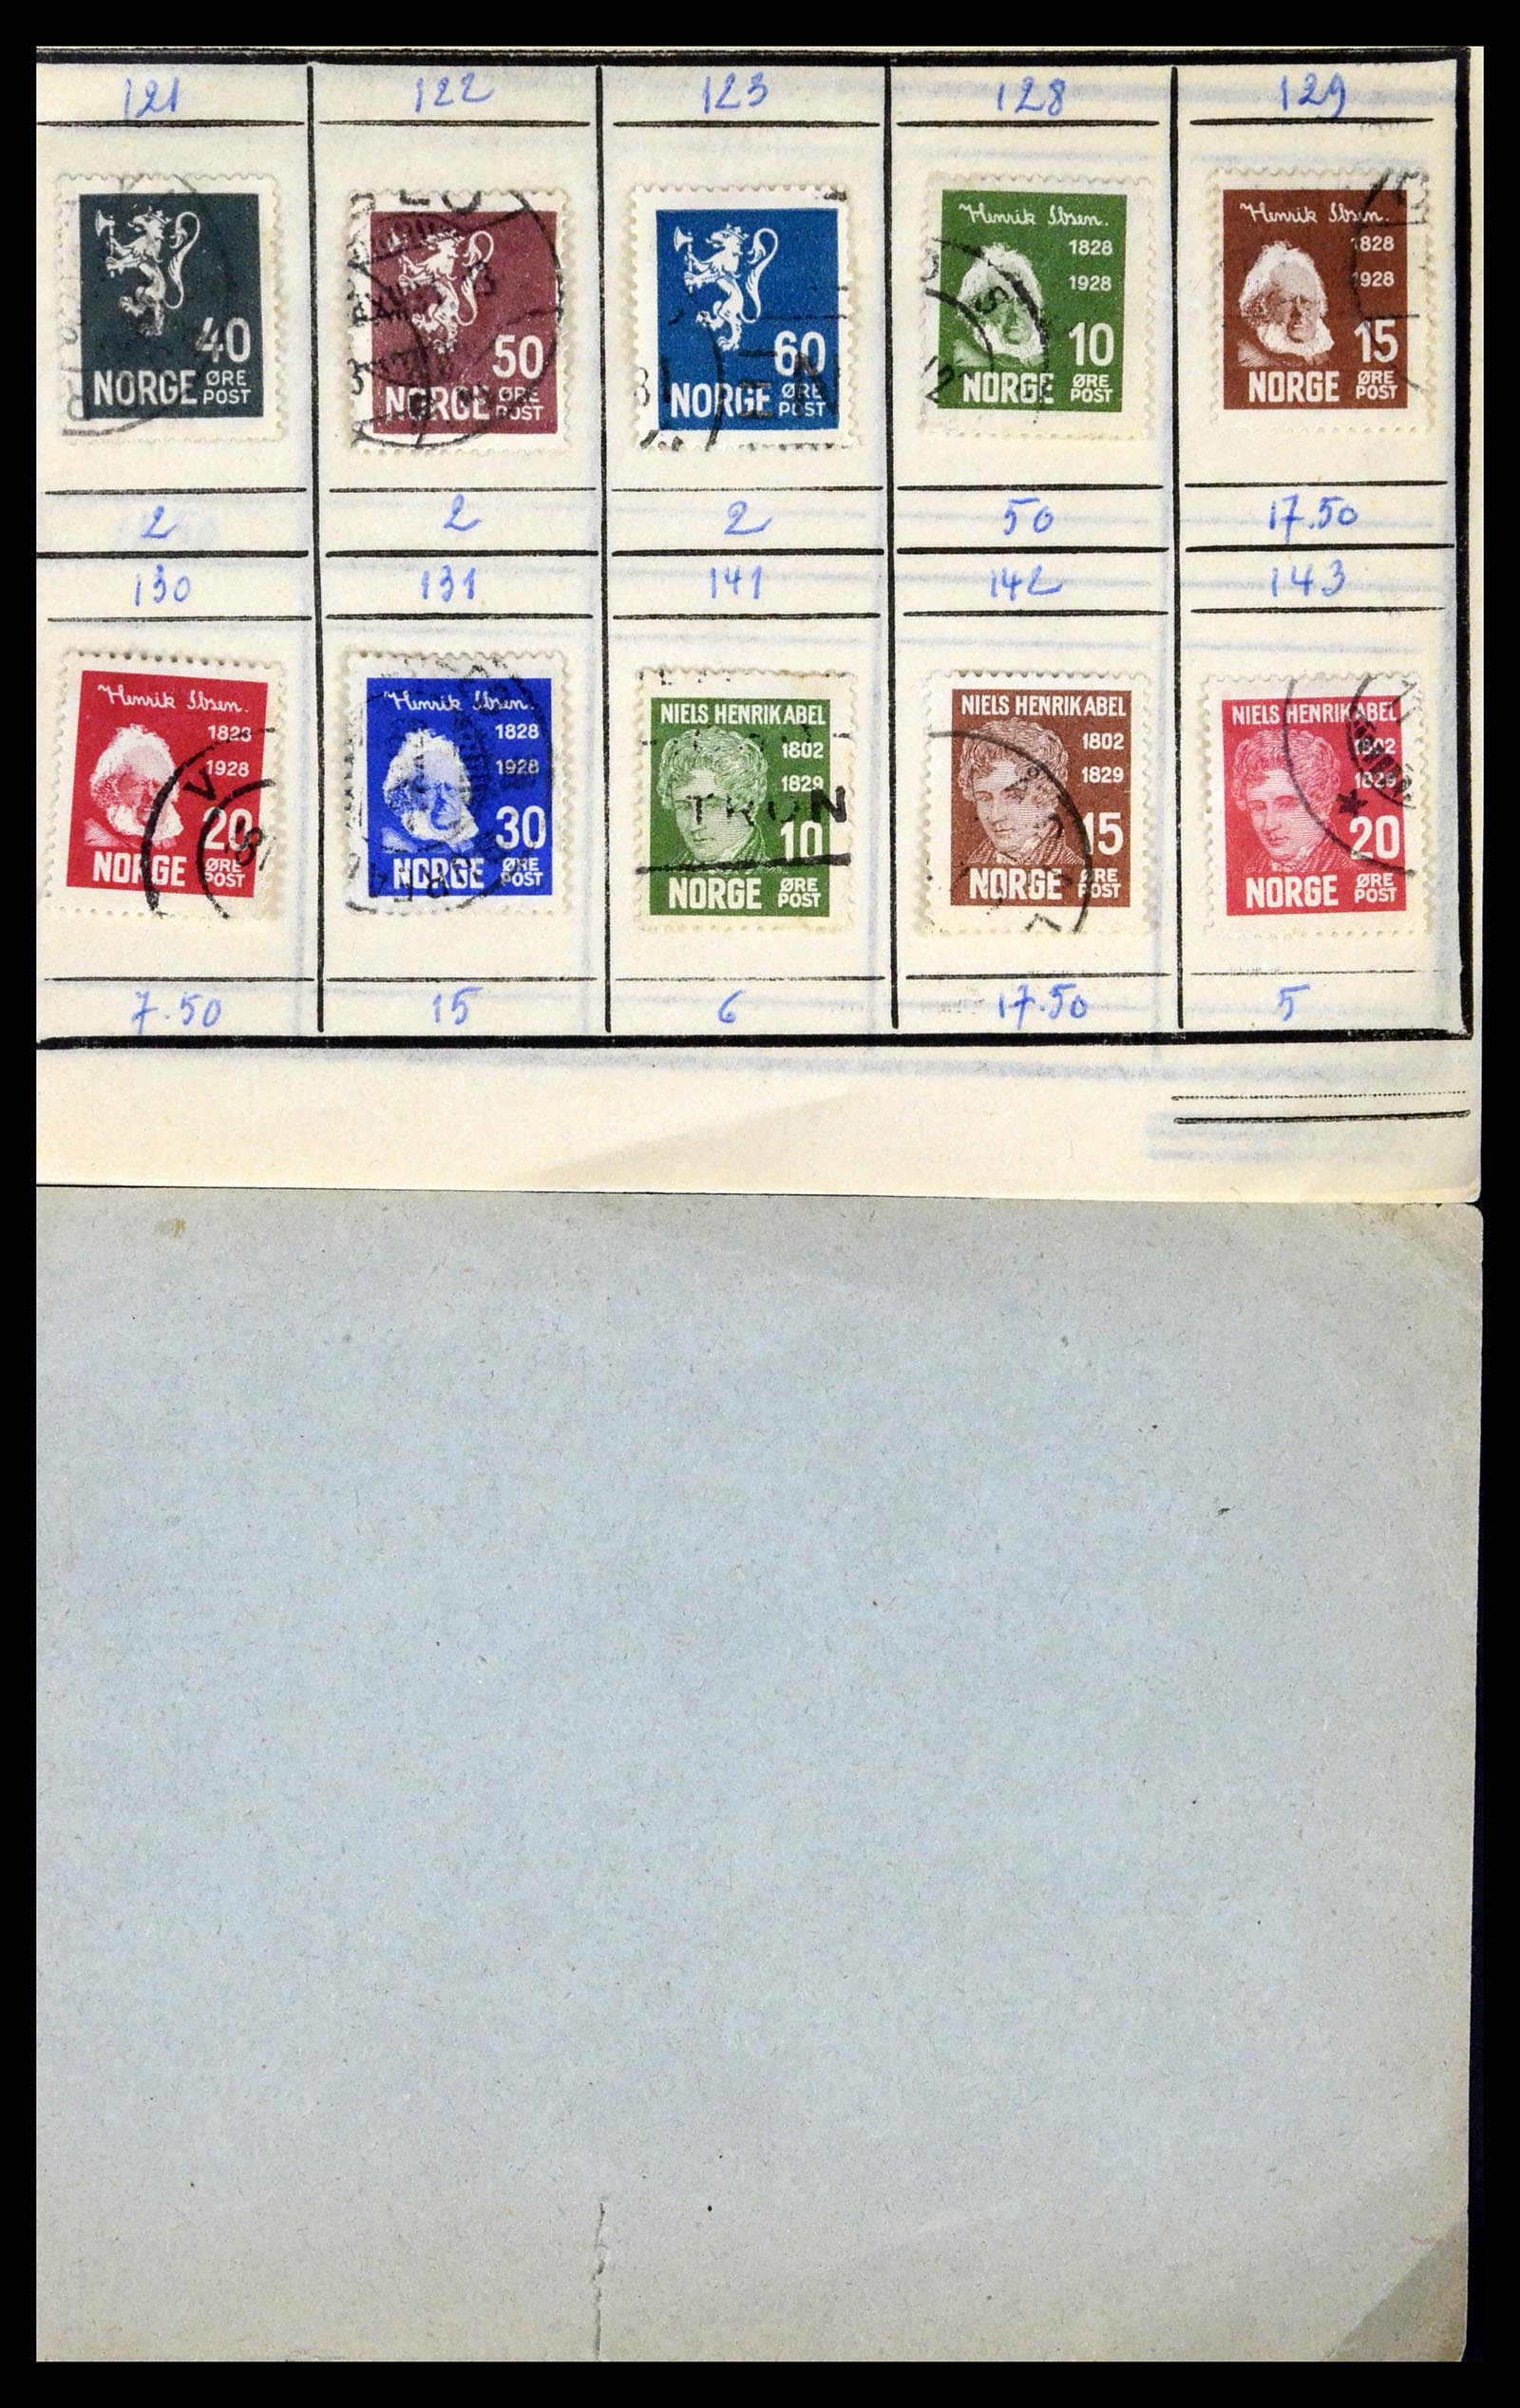 121 122 123 128 129
40
NORGE ØRE POST
50
NORGE ØRE POST
60
NORGE ØRE POST
Henrik Ibsen.
1828
1928
10
NORGE ØRE POST
Henrik Ibsen.
1828
1928
15
NORGE ØRE POST
2 2 2 50 17.50
130 131 141 142 143
Henrik Ibsen.
1828
1928
20
NORGE ØRE POST
Henrik Ibsen.
1828
1928
30
NORGE ØRE POST
NIELS HENRIK ABEL
1802
1829
TRON
10
NORGE ØRE POST
NIELS HENRIK ABEL
1802
1829
15
NORGE ØRE POST
NIELS HENRIK ABEL
1802
1829
20
NORGE ØRE POST
7.50 15 6 17.50 5